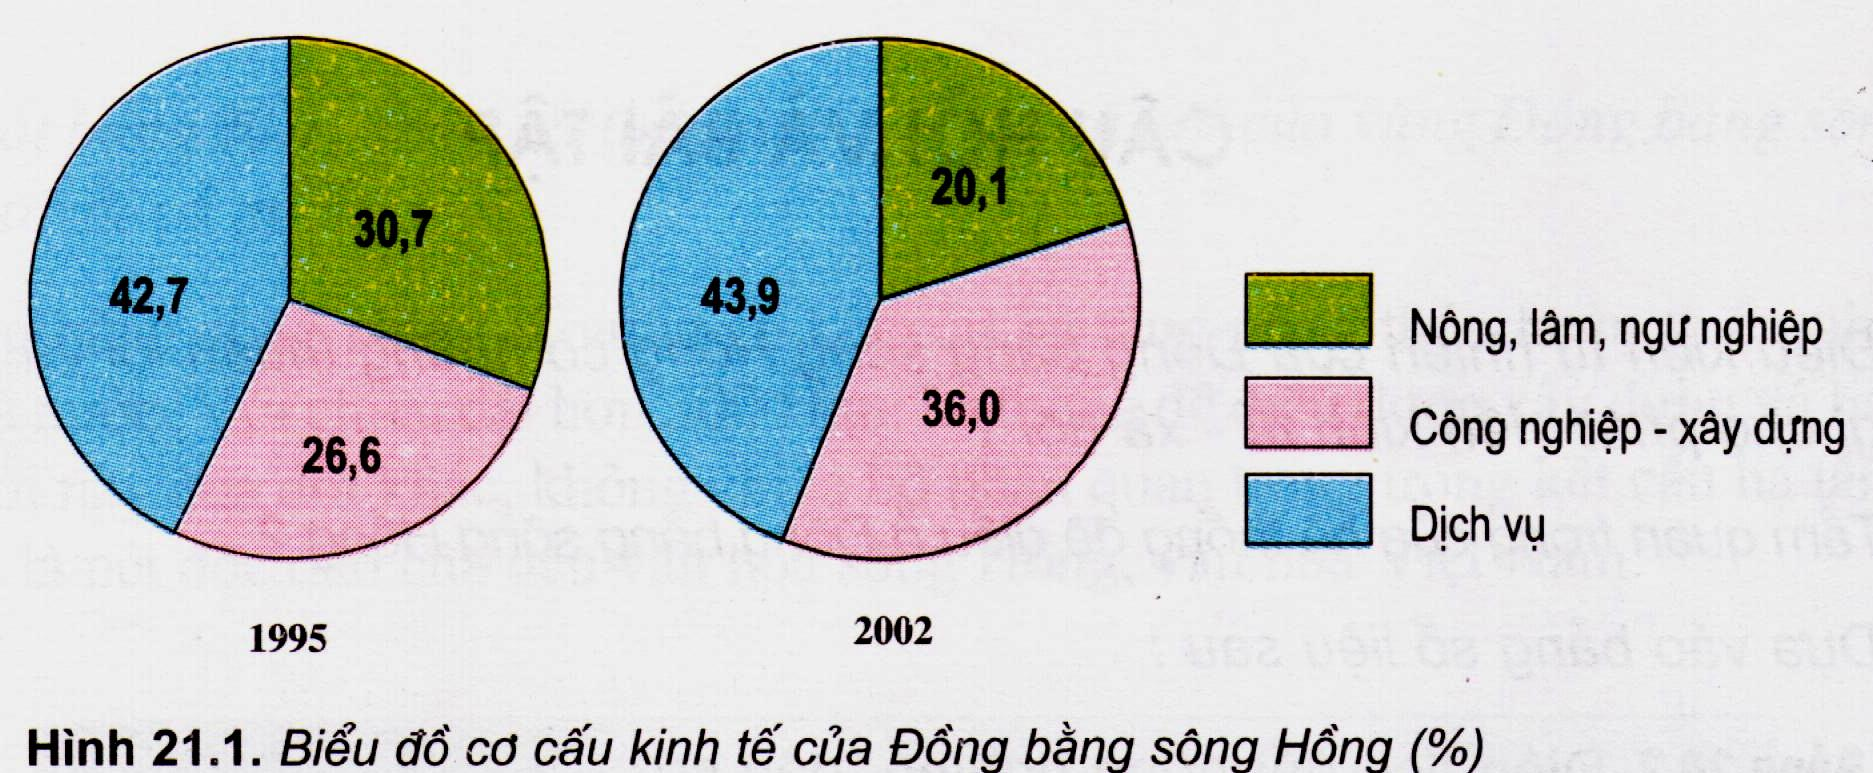 30,7
42,7
26,6
1995
20,1
43,9
36,0
2002
Nông, lâm, ngư nghiệp
Công nghiệp - xây dựng
Dịch vụ
Hình 21.1. Biểu đồ cơ cấu kinh tế của Đồng bằng sông Hồng (%)